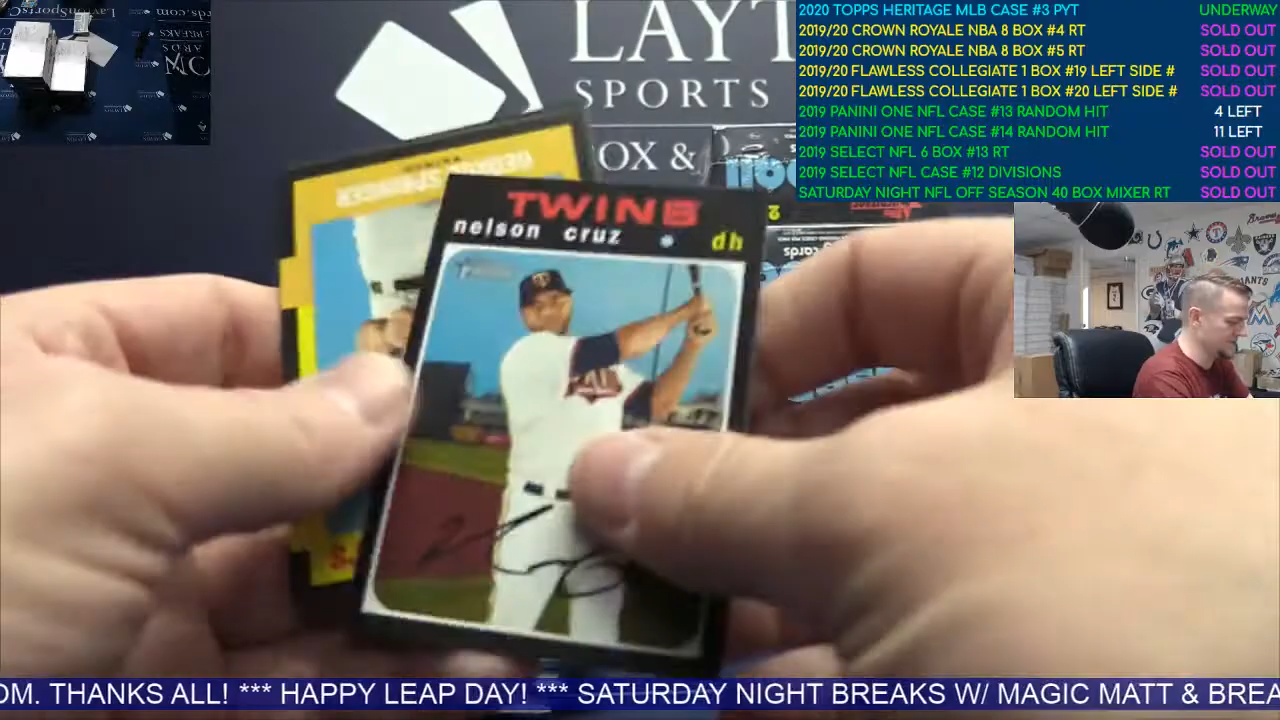 LAYT
SPORTS
OX &
2020 TOPPS HERITAGE MLB CASE #3 PYT UNDERWAY
2019/20 CROWN ROYALE NBA 8 BOX #4 RT SOLD OUT
2019/20 CROWN ROYALE NBA 8 BOX #5 RT SOLD OUT
2019/20 FLAWLESS COLLEGIATE 1 BOX #19 LEFT SIDE # SOLD OUT
2019/20 FLAWLESS COLLEGIATE 1 BOX #20 LEFT SIDE # SOLD OUT
2019 PANINI ONE NFL CASE #13 RANDOM HIT 4 LEFT
2019 PANINI ONE NFL CASE #14 RANDOM HIT 11 LEFT
2019 SELECT NFL 6 BOX #13 RT SOLD OUT
2019 SELECT NFL CASE #12 DIVISIONS SOLD OUT
SATURDAY NIGHT NFL OFF SEASON 40 BOX MIXER RT SOLD OUT
TWINS
nelson cruz dh
cards
OM. THANKS ALL! *** HAPPY LEAP DAY! *** SATURDAY NIGHT BREAKS W/ MAGIC MATT & BREA